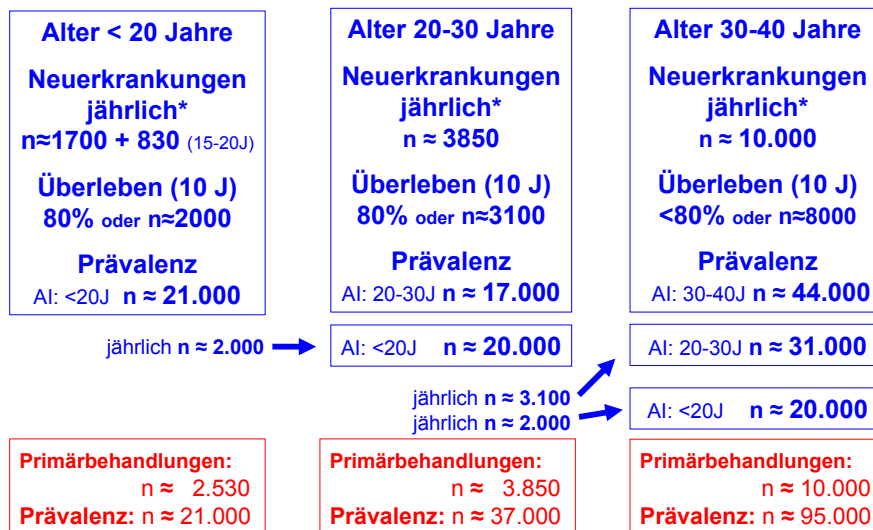 Alter < 20 Jahre
Neuerkrankungen
jährlich*
n≈1700 + 830 (15-20J)
Überleben (10 J)
80% oder n≈2000
Prävalenz
AI: <20J n ≈ 21.000
Alter 20-30 Jahre
Neuerkrankungen
jährlich*
n ≈ 3850
Überleben (10 J)
80% oder n≈3100
Prävalenz
AI: 20-30J n ≈ 17.000
Alter 30-40 Jahre
Neuerkrankungen
jährlich*
n ≈ 10.000
Überleben (10 J)
<80% oder n≈8000
Prävalenz
AI: 30-40J n ≈ 44.000
jährlich n ≈ 2.000
AI: <20J n ≈ 20.000
AI: 20-30J n ≈ 31.000
jährlich n ≈ 3.100
jährlich n ≈ 2.000
AI: <20J n ≈ 20.000
Primärbehandlungen:
n ≈ 2.530
Prävalenz: n ≈ 21.000
Primärbehandlungen:
n ≈ 3.850
Prävalenz: n ≈ 37.000
Primärbehandlungen:
n ≈ 10.000
Prävalenz: n ≈ 95.000